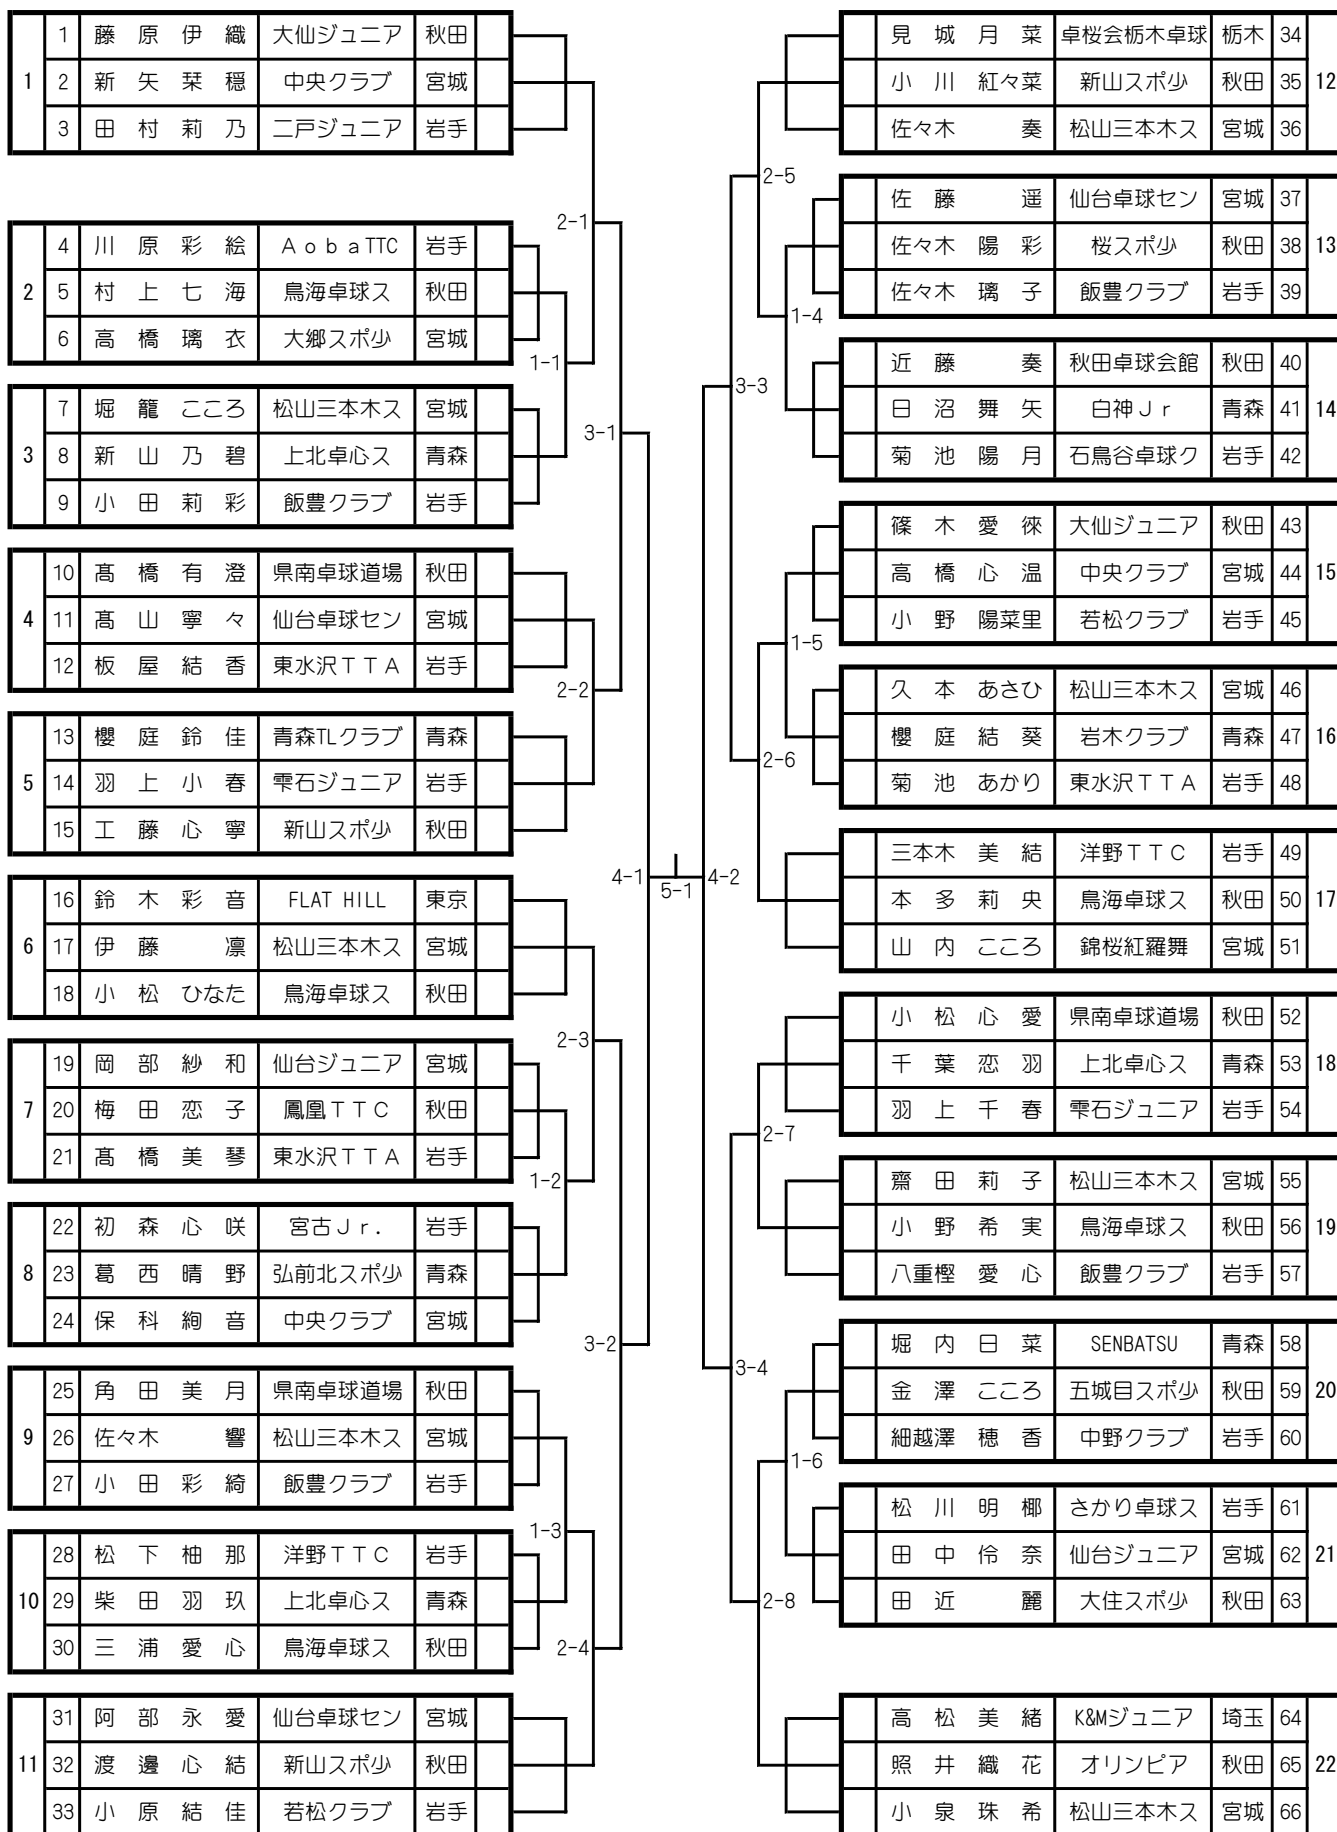 1 藤原伊織 大仙ジュニア 秋田
1 2 新矢栞穏 中央クラブ 宮城
3 田村莉乃 二戸ジュニア 岩手
2-1
4 川原彩絵 AobaTTC 岩手
2 5 村上七海 鳥海卓球ス 秋田
6 高橋璃衣 大郷スポ少 宮城
1-1
7 堀籠こころ 松山三本木ス 宮城
3 8 新山乃碧 上北卓心ス 青森
9 小田莉彩 飯豊クラブ 岩手
3-1
10 髙橋有澄 県南卓球道場 秋田
4 11 髙山寧々 仙台卓球セン 宮城
12 板屋結香 東水沢TTA 岩手
2-2
13 櫻庭鈴佳 青森TLクラブ 青森
5 14 羽上小春 雫石ジュニア 岩手
15 工藤心寧 新山スポ少 秋田
4-1
16 鈴木彩音 FLAT HILL 東京
6 17 伊藤凛 松山三本木ス 宮城
18 小松ひなた 鳥海卓球ス 秋田
2-3
19 岡部紗和 仙台ジュニア 宮城
7 20 梅田恋子 鳳凰TTC 秋田
21 髙橋美琴 東水沢TTA 岩手
1-2
22 初森心咲 宮古Jr. 岩手
8 23 葛西晴野 弘前北スポ少 青森
24 保科絢音 中央クラブ 宮城
3-2
25 角田美月 県南卓球道場 秋田
9 26 佐々木響 松山三本木ス 宮城
27 小田彩綺 飯豊クラブ 岩手
1-3
28 松下柚那 洋野TTC 岩手
10 29 柴田羽玖 上北卓心ス 青森
30 三浦愛心 鳥海卓球ス 秋田
2-4
31 阿部永愛 仙台卓球セン 宮城
11 32 渡邊心結 新山スポ少 秋田
33 小原結佳 若松クラブ 岩手
5-1
見城月菜 卓桜会栃木卓球 栃木 34
小川紅々菜 新山スポ少 秋田 35 12
佐々木奏 松山三本木ス 宮城 36
2-5
佐藤遥 仙台卓球セン 宮城 37
佐々木陽彩 桜スポ少 秋田 38 13
佐々木璃子 飯豊クラブ 岩手 39
1-4
近藤奏 秋田卓球会館 秋田 40
日沼舞矢 白神Jr 青森 41 14
菊池陽月 石鳥谷卓球ク 岩手 42
3-3
篠木愛徠 大仙ジュニア 秋田 43
高橋心温 中央クラブ 宮城 44 15
小野陽菜里 若松クラブ 岩手 45
1-5
久本あさひ 松山三本木ス 宮城 46
櫻庭結葵 岩木クラブ 青森 47 16
菊池あかり 東水沢TTA 岩手 48
2-6
三本木美結 洋野TTC 岩手 49
本多莉央 鳥海卓球ス 秋田 50 17
山内こころ 錦桜紅羅舞 宮城 51
4-2
小松心愛 県南卓球道場 秋田 52
千葉恋羽 上北卓心ス 青森 53 18
羽上千春 雫石ジュニア 岩手 54
2-7
齋田莉子 松山三本木ス 宮城 55
小野希実 鳥海卓球ス 秋田 56 19
八重樫愛心 飯豊クラブ 岩手 57
3-4
堀内日菜 SENBATSU 青森 58
金澤こころ 五城目スポ少 秋田 59 20
細越澤穂香 中野クラブ 岩手 60
1-6
松川明椰 さかり卓球ス 岩手 61
田中伶奈 仙台ジュニア 宮城 62 21
田近麗 大住スポ少 秋田 63
2-8
高松美緒 K&Mジュニア 埼玉 64
照井織花 オリンピア 秋田 65 22
小泉珠希 松山三本木ス 宮城 66